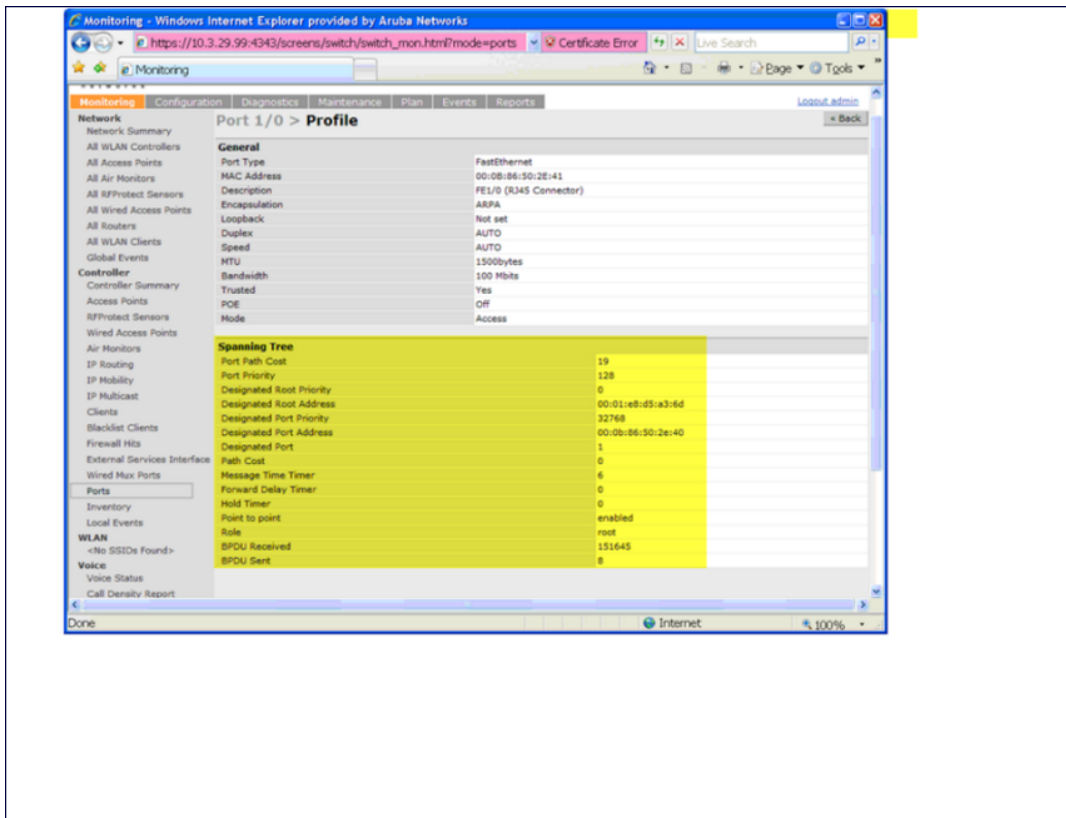 Monitoring - Windows Internet Explorer provided by Aruba Networks
https://10.3.29.99:4343/screens/switch/switch_mon.html?mode=ports Certificate Error Live Search
Monitoring Page Tools
Monitoring Configuration Diagnostics Maintenance Plan Events Reports Logout admin
Port 1/0 > Profile « Back
Network
Network Summary
All WLAN Controllers
All Access Points
All Air Monitors
All RFProtect Sensors
All Wired Access Points
All Routers
All WLAN Clients
Global Events
Controller
Controller Summary
Access Points
RFProtect Sensors
Wired Access Points
Air Monitors
IP Routing
IP Mobility
IP Multicast
Clients
Blacklist Clients
Firewall Hits
External Services Interface
Wired Mux Ports
Ports
Inventory
Local Events
WLAN
<No SSIDs Found>
Voice
Voice Status
Call Density Report
General
Port Type FastEthernet
MAC Address 00:0B:86:50:2E:41
Description FE1/0 (RJ45 Connector)
Encapsulation ARPA
Loopback Not set
Duplex AUTO
Speed AUTO
MTU 1500bytes
Bandwidth 100 Mbits
Trusted Yes
POE Off
Mode Access
Spanning Tree
Port Path Cost 19
Port Priority 128
Designated Root Priority 0
Designated Root Address 00:01:e8:d5:a3:6d
Designated Port Priority 32768
Designated Port Address 00:0b:86:50:2e:40
Designated Port 1
Path Cost 0
Message Time Timer 6
Forward Delay Timer 0
Hold Timer 0
Point to point enabled
Role root
BPDU Received 151645
BPDU Sent 8
Done Internet 100%